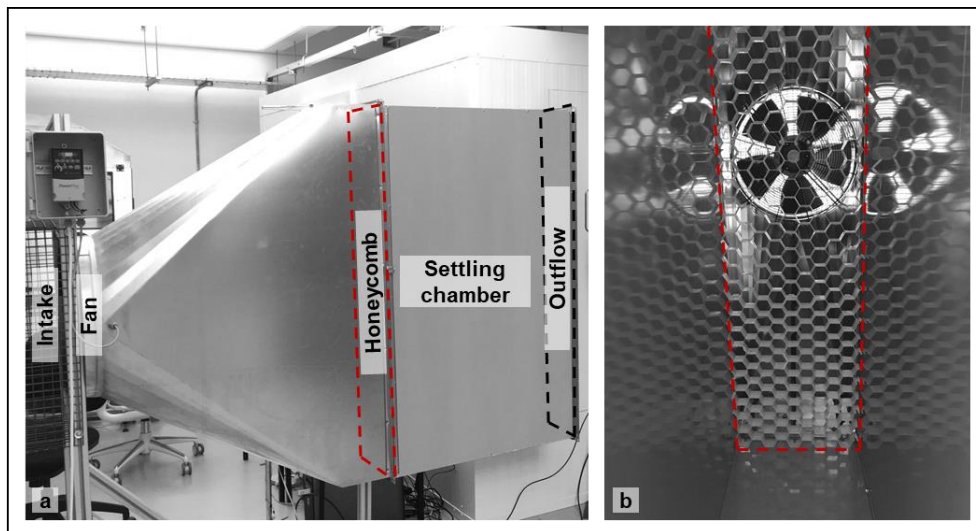 Intake
Fan
Honeycomb
Settling
chamber
Outflow
a
b